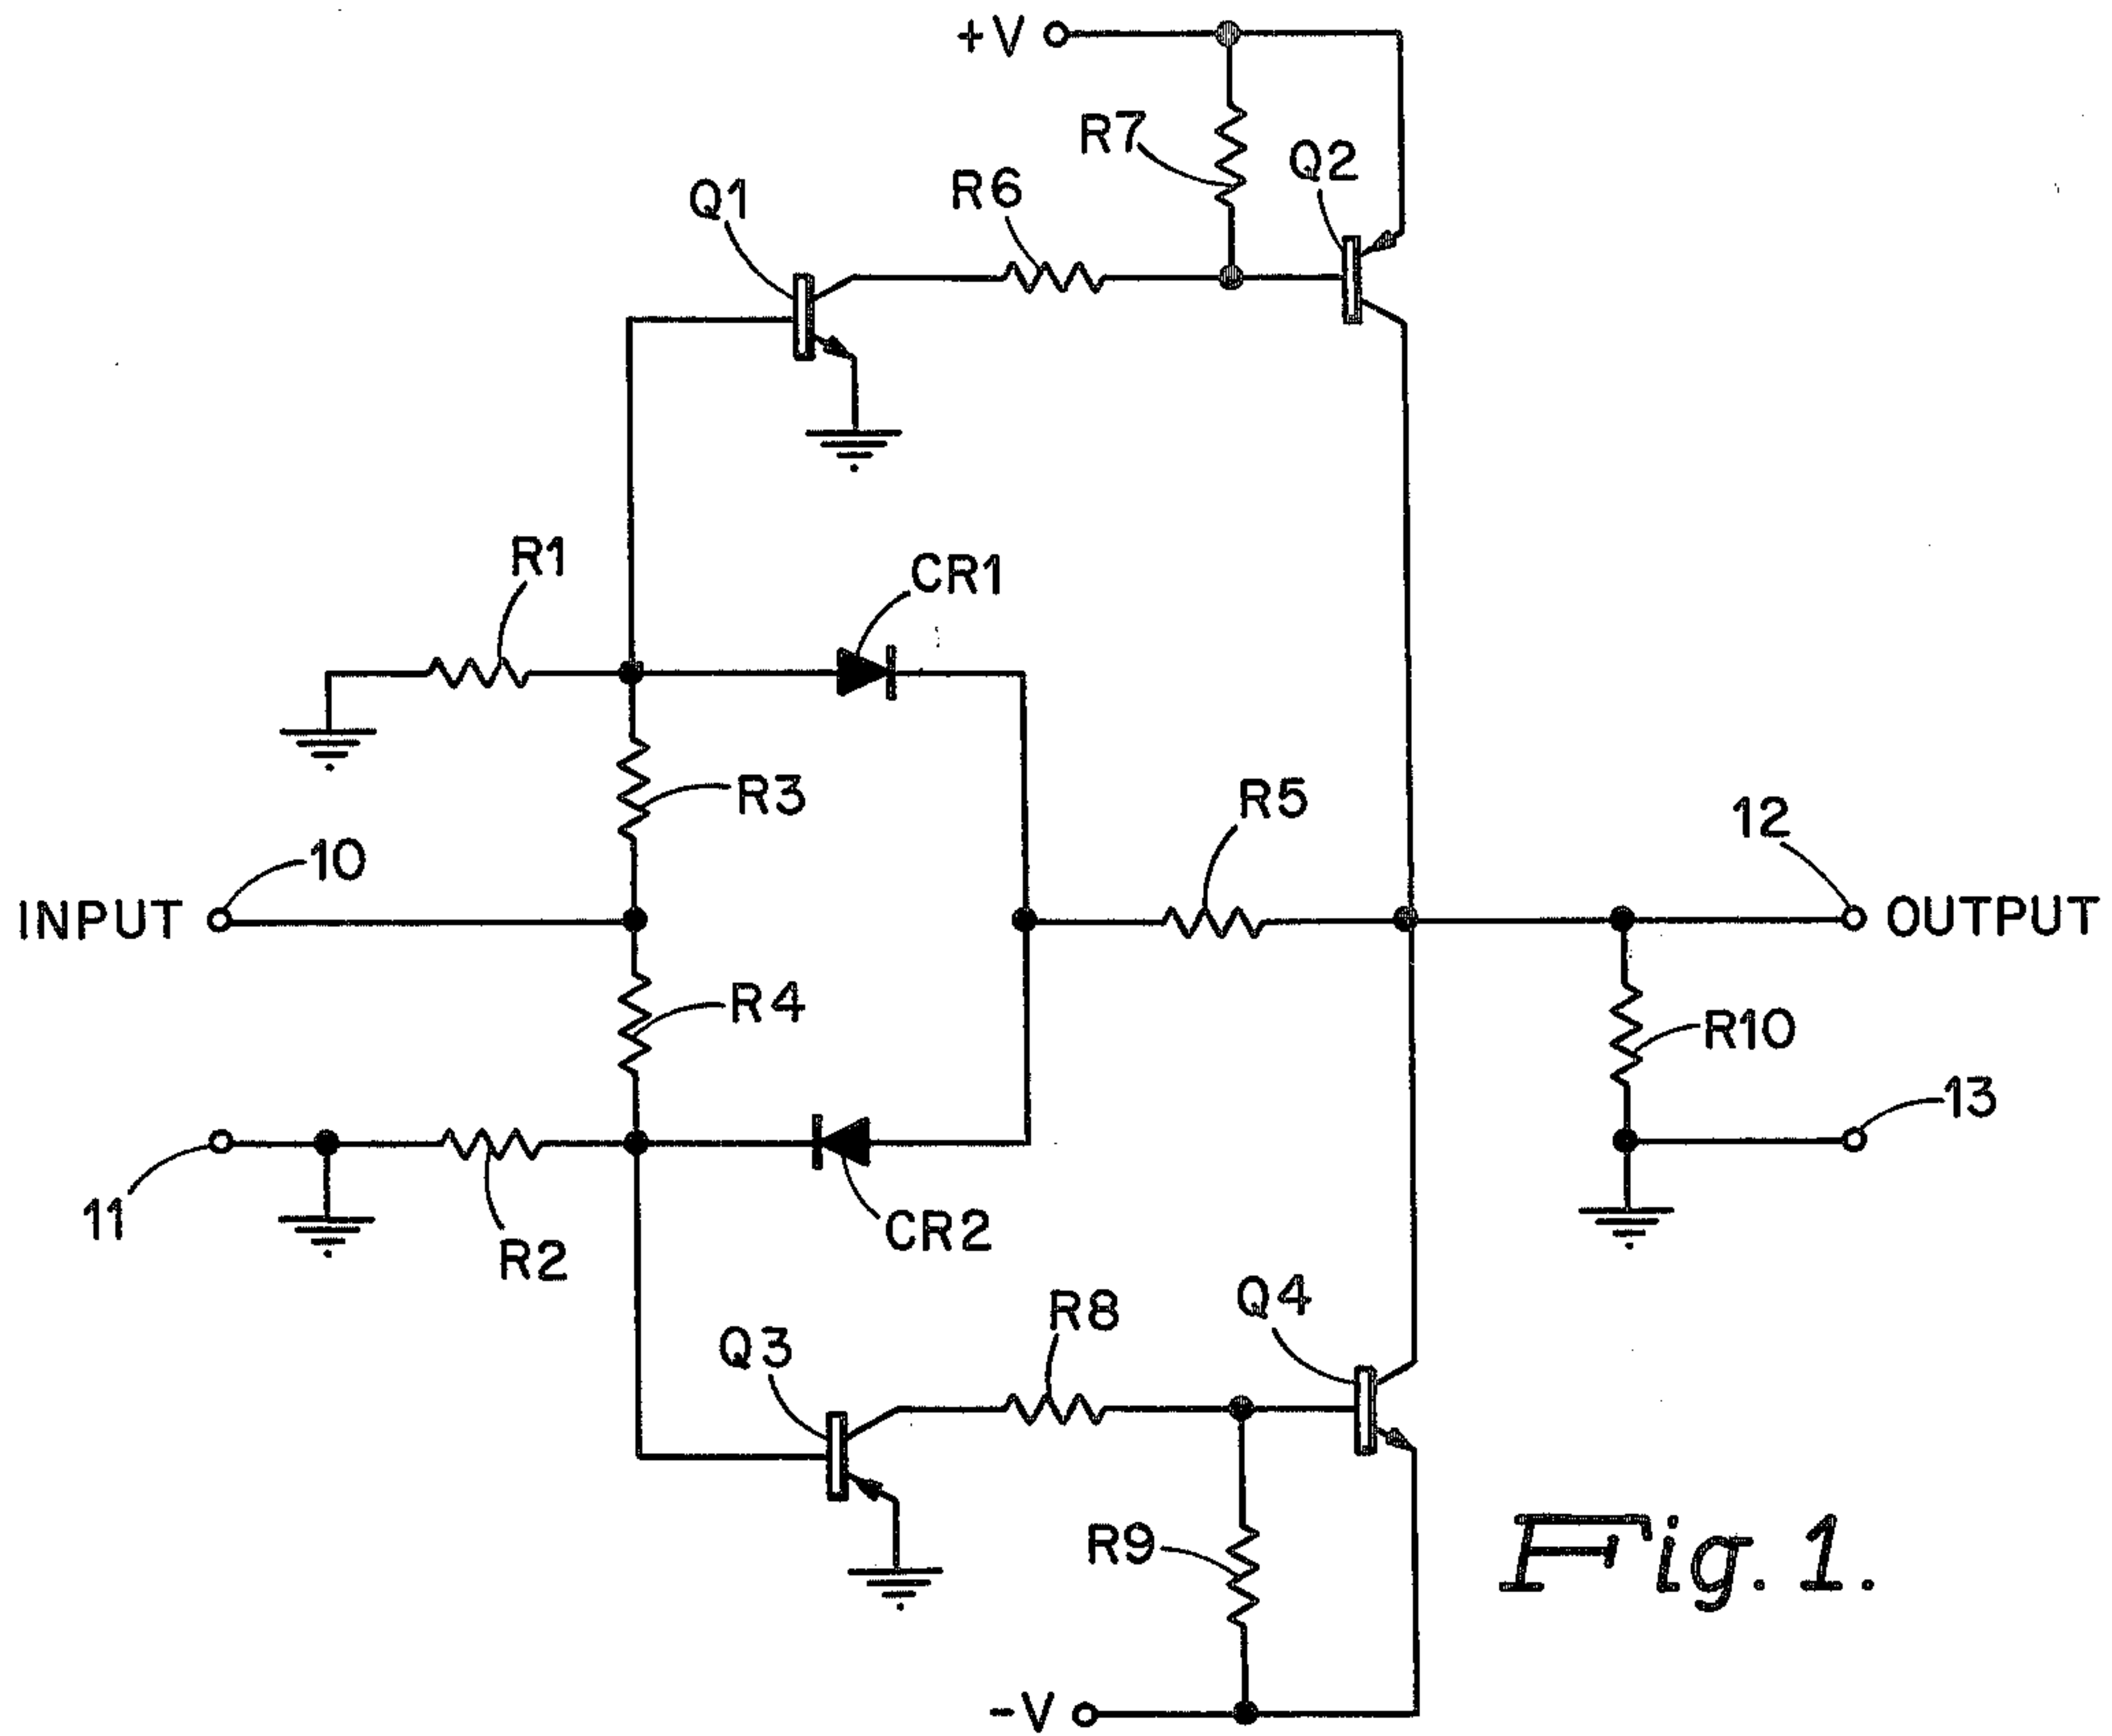 +V
R7
Q2
R6
Q1
R1
CR1
R3
R5
12
10
INPUT
OUTPUT
R4
R10
13
11
R2
CR2
R8
Q4
Q3
R9
Fig. 1.
-V